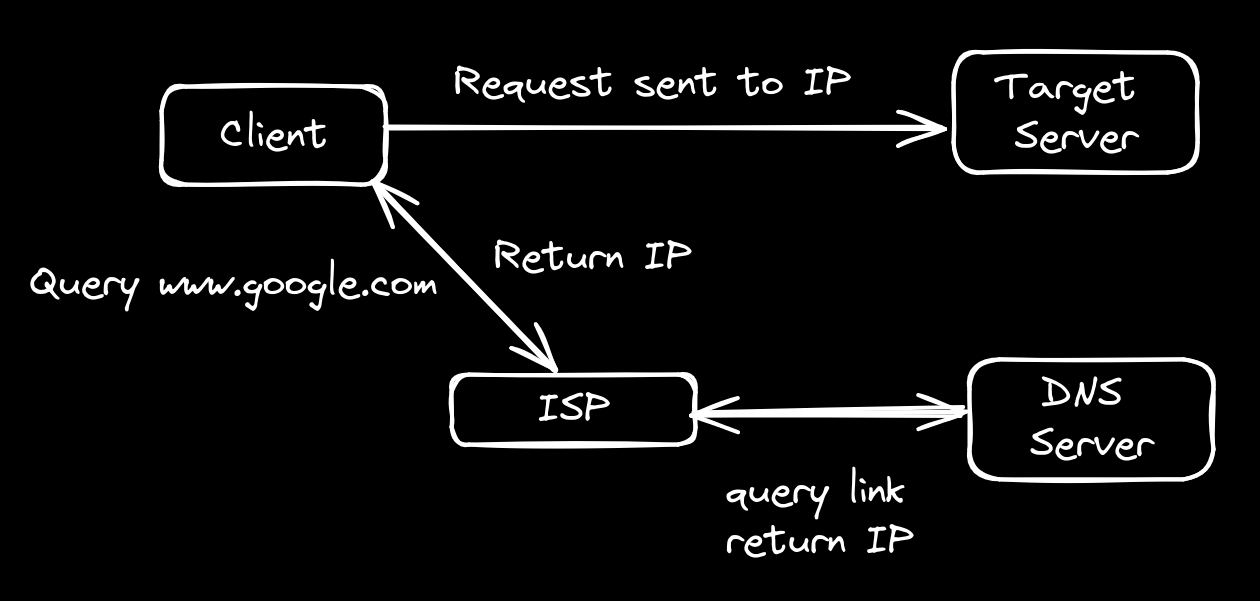 Request sent to IP
Client
Target
Server
Return IP
Query www.google.com
ISP
DNS
Server
query link
return IP